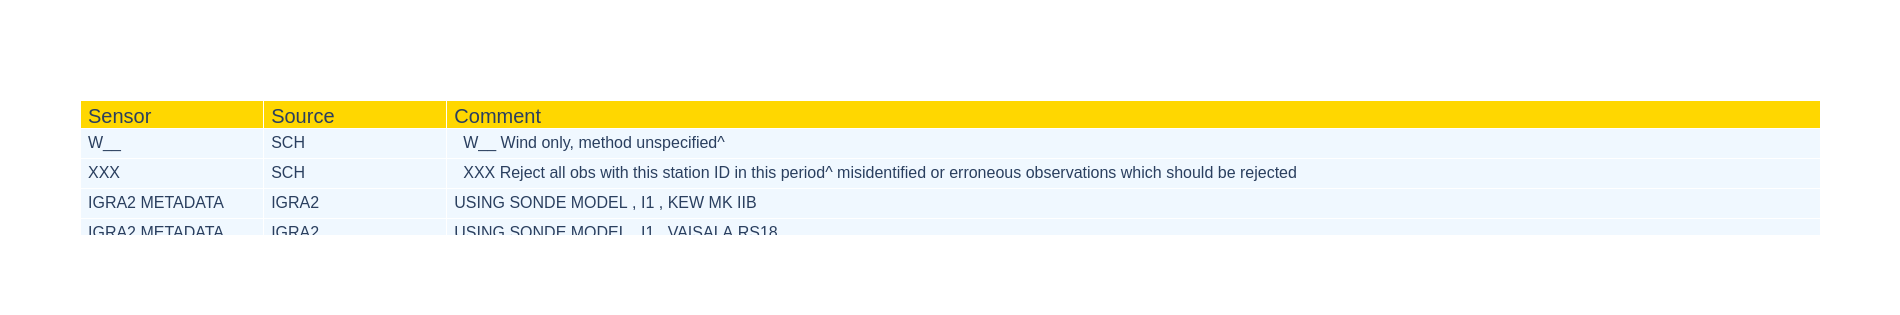 Sensor Source Comment
W__ SCH W__ Wind only, method unspecified^
XXX SCH XXX Reject all obs with this station ID in this period^ misidentified or erroneous observations which should be rejected
IGRA2 METADATA IGRA2 USING SONDE MODEL , I1 , KEW MK IIB
IGRA2 METADATA IGRA2 USING SONDE MODEL , I1 , VAISALA RS18